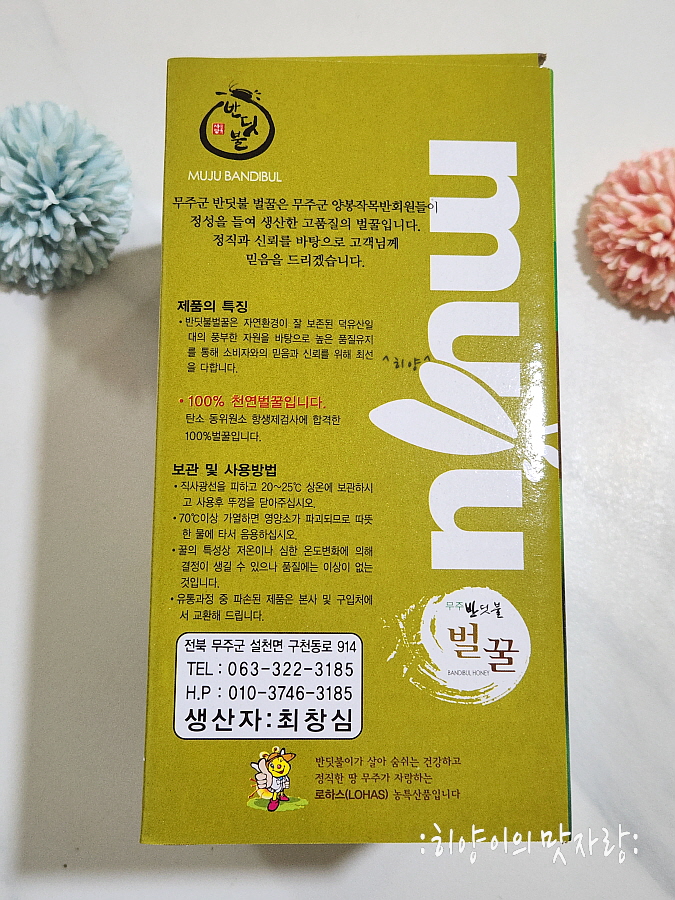 반딧불
MUJU BANDIBUL
무주군 반딧불 벌꿀은 무주군 양봉작목반회원들이
정성을 들여 생산한 고품질의 벌꿀입니다.
정직과 신뢰를 바탕으로 고객님께
믿음을 드리겠습니다.
제품의 특징
•반딧불벌꿀은 자연환경이 잘 보존된 덕유산일
대의 풍부한 자원을 바탕으로 높은 품질유지
를 통해 소비자와의 믿음과 신뢰를 위해 최선
을 다합니다.
• 100% 천연벌꿀입니다.
탄소 동위원소 항생제검사에 합격한
100%벌꿀입니다.
보관 및 사용방법
•직사광선을 피하고 20~25℃ 상온에 보관하시
고 사용후 뚜껑을 닫아주십시오.
•70℃이상 가열하면 영양소가 파괴되므로 따뜻
한 물에 타서 음용하십시오.
•꿀의 특성상 저온이나 심한 온도변화에 의해
결정이 생길 수 있으나 품질에는 이상이 없는
것입니다.
•유통과정 중 파손된 제품은 본사 및 구입처에
서 교환해 드립니다.
전북 무주군 설천면 구천동로 914
TEL : 063-322-3185
H.P : 010-3746-3185
생산자:최창심
반딧불이가 살아 숨쉬는 건강하고
정직한 땅 무주가 자랑하는
로하스(LOHAS) 농특산품입니다
muju
^히양^
무주 반딧불
벌꿀
BANDIBUL HONEY
:히양이의 맛자랑: